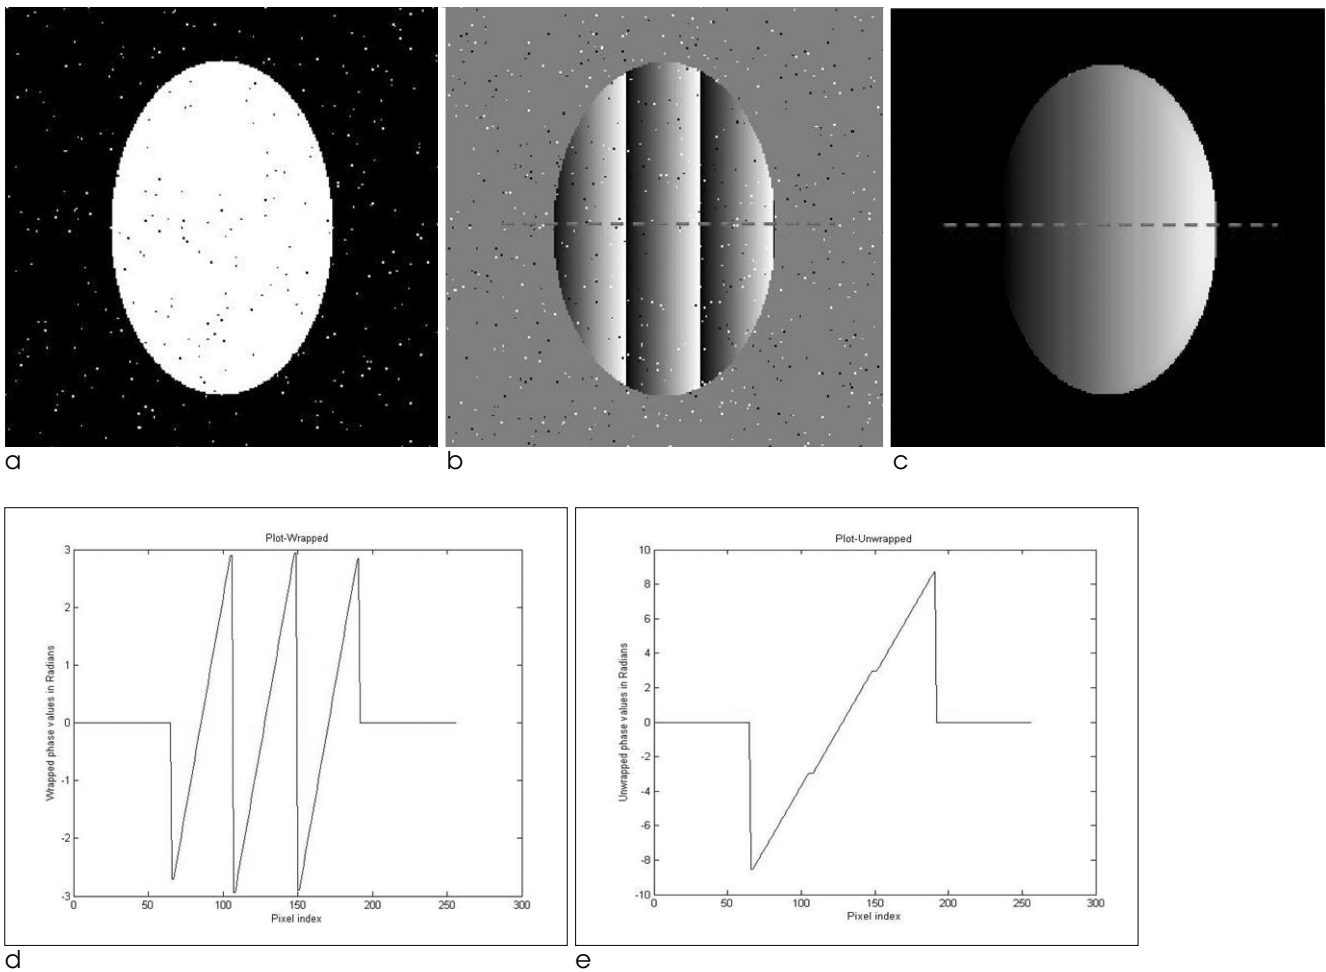 a
b
c
Plot-Wrapped
3
2
1
0
-1
-2
-3
Wrapped phase values in Radians
0
50
100
150
200
250
300
Pixel index
d
Plot-Unwrapped
10
8
6
4
2
0
-2
-4
-6
-8
-10
Unwrapped phase values in Radians
0
50
100
150
200
250
300
Pixel index
e